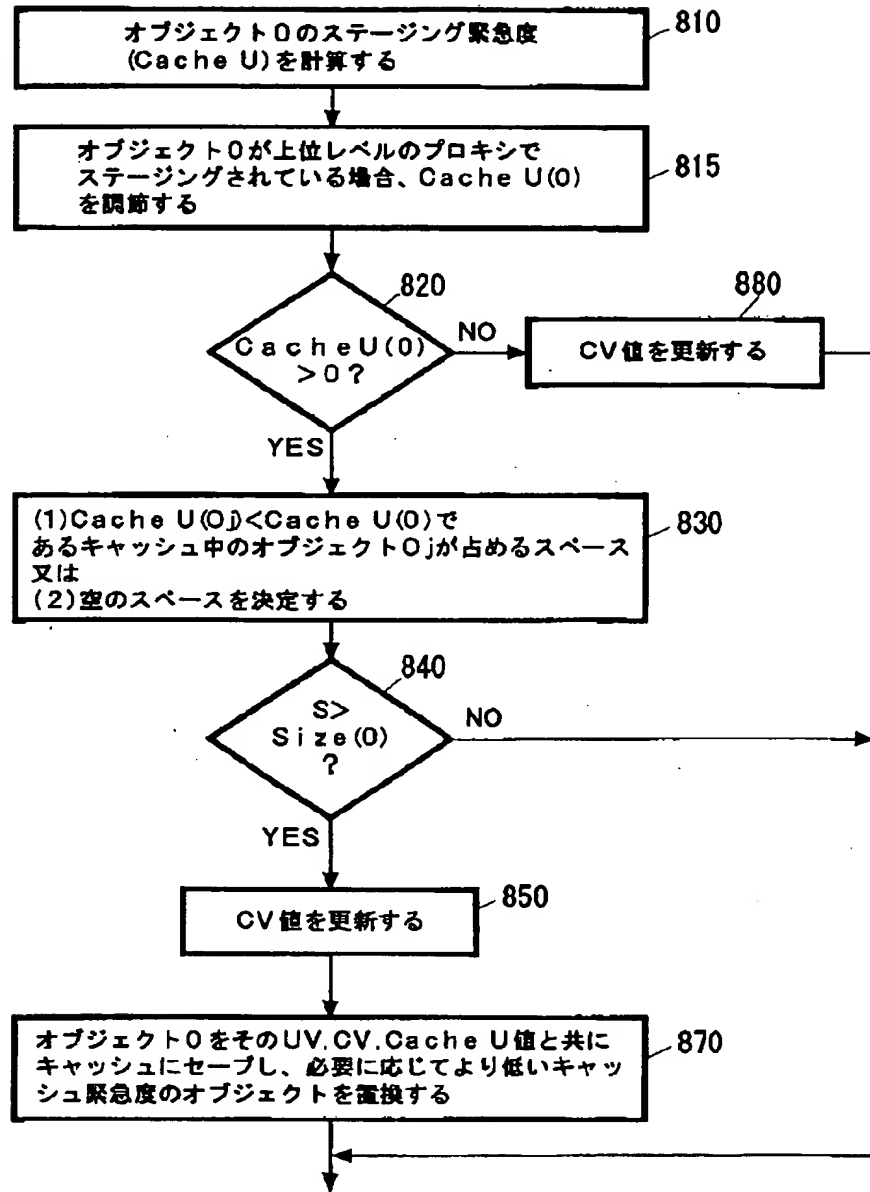 オブジェクトOのステージング緊急度
(Cache U)を計算する
810
オブジェクトOが上位レベルのプロキシで
ステージングされている場合、Cache U(O)
を調節する
815
820
CacheU(O)
>0?
NO
YES
880
CV値を更新する
(1)Cache U(Oj)<Cache U(O)で
あるキャッシュ中のオブジェクトOjが占めるスペース
又は
(2)空のスペースを決定する
830
840
S>
Size(O)
?
NO
YES
CV値を更新する
850
オブジェクトOをそのUV,CV,Cache U値と共に
キャッシュにセーブし、必要に応じてより低いキャッ
シュ緊急度のオブジェクトを置換する
870